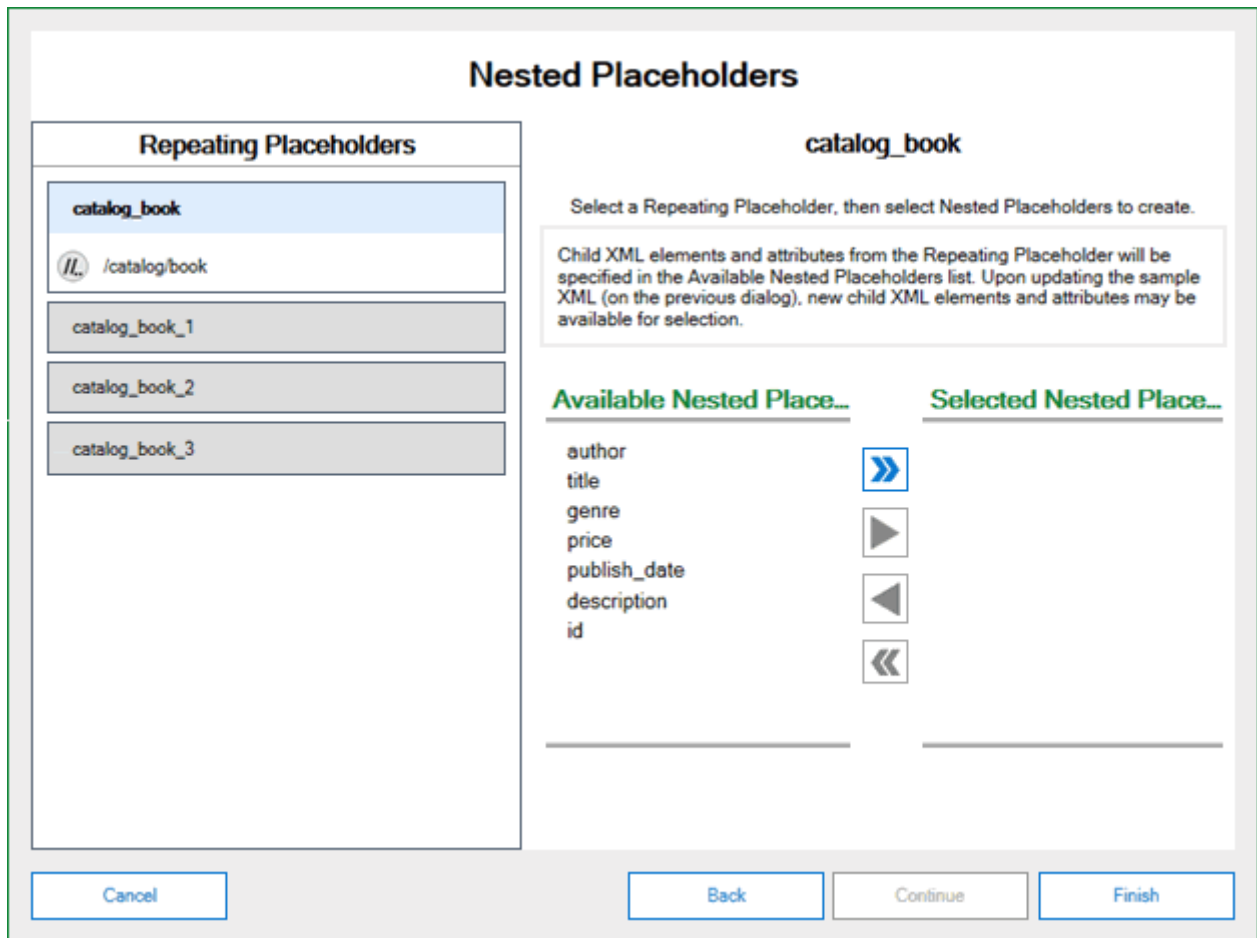 Nested Placeholders
Repeating Placeholders
catalog_book
/catalog/book
catalog_book_1
catalog_book_2
catalog_book_3
catalog_book
Select a Repeating Placeholder, then select Nested Placeholders to create.
Child XML elements and attributes from the Repeating Placeholder will be
specified in the Available Nested Placeholders list. Upon updating the sample
XML (on the previous dialog), new child XML elements and attributes may be
available for selection.
Available Nested Place...
Selected Nested Place...
author
title
genre
price
publish_date
description
id
Cancel
Back
Continue
Finish